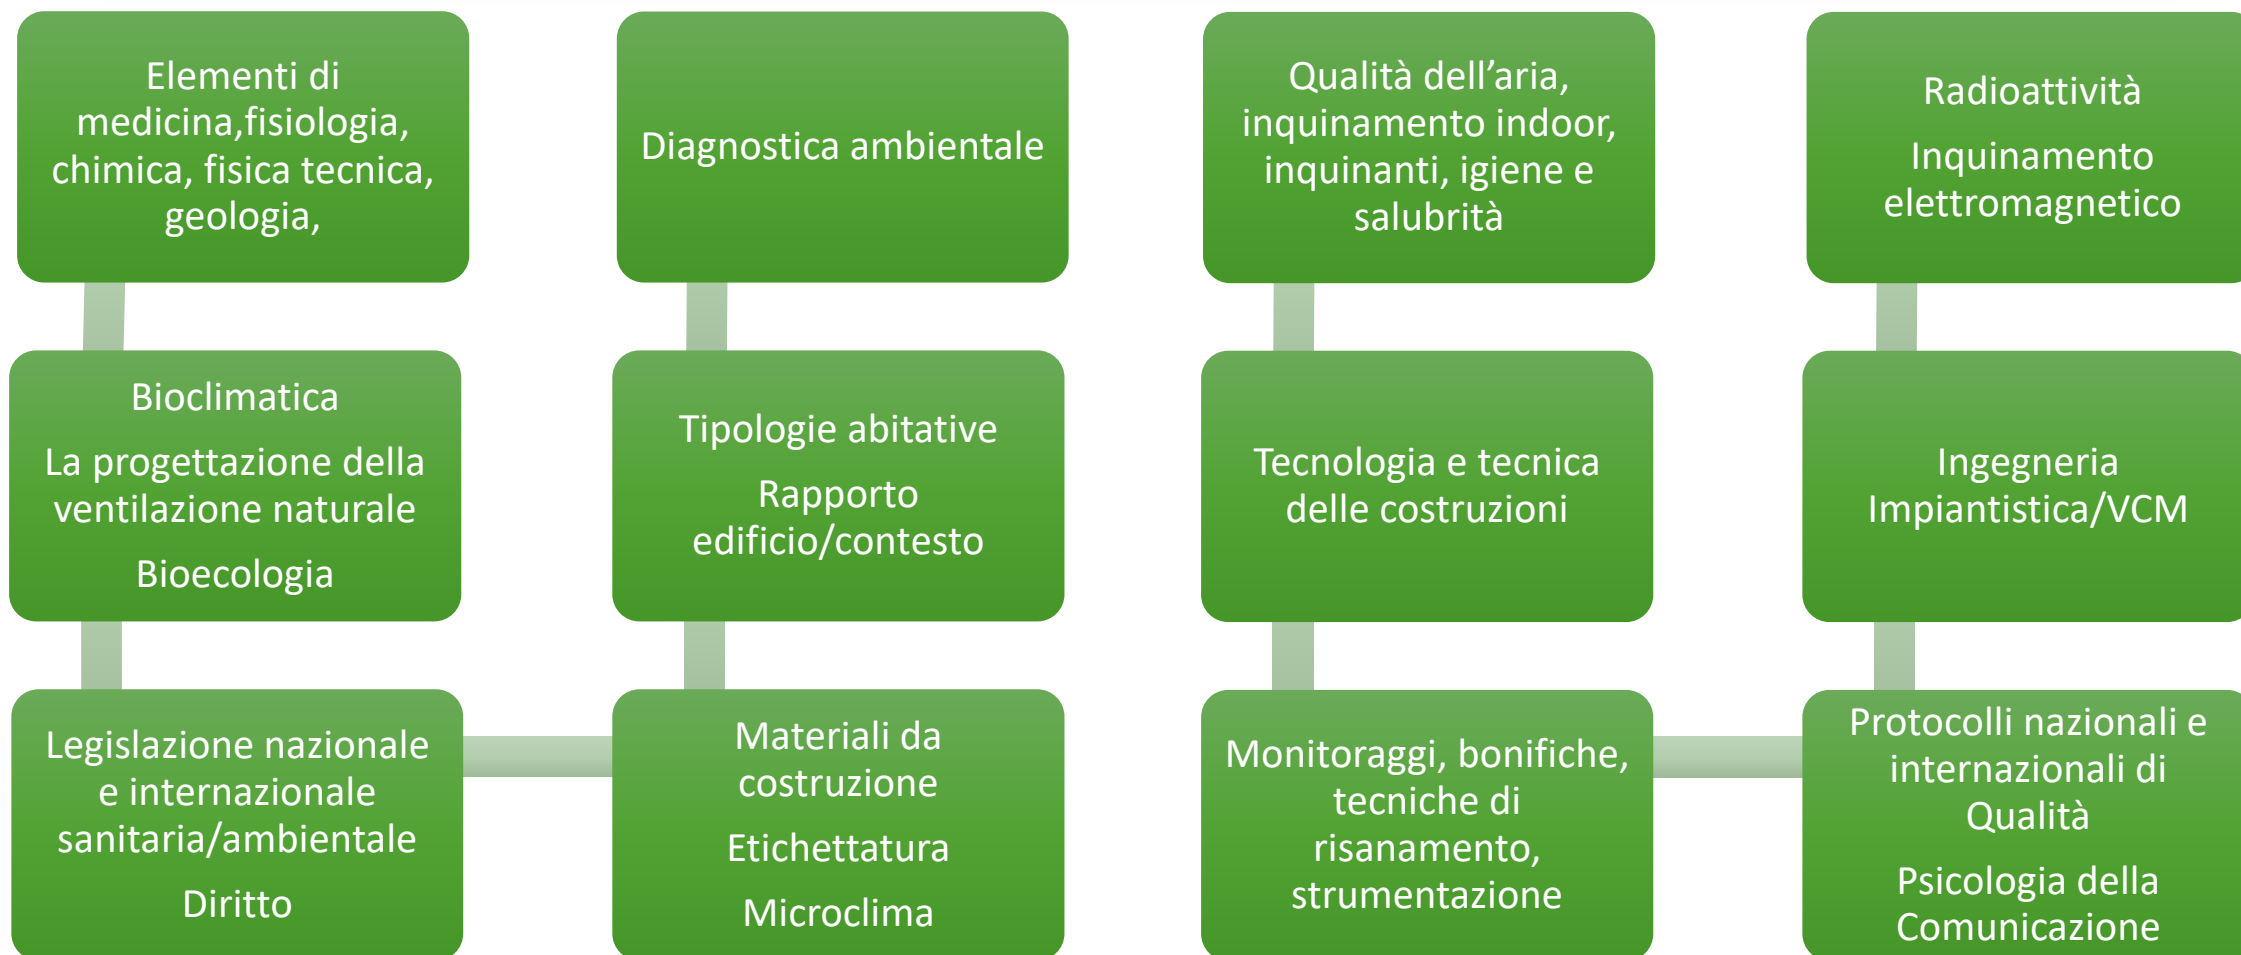 Elementi di
medicina,fisiologia,
chimica, fisica tecnica,
geologia,
Bioclimatica
La progettazione della
ventilazione naturale
Bioecologia
Legislazione nazionale
e internazionale
sanitaria/ambientale
Diritto
Materiali da
costruzione
Etichettatura
Microclima
Tipologie abitative
Rapporto
edificio/contesto
Diagnostica ambientale
Qualità dell’aria,
inquinamento indoor,
inquinanti, igiene e
salubrità
Tecnologia e tecnica
delle costruzioni
Monitoraggi, bonifiche,
tecniche di
risanamento,
strumentazione
Protocolli nazionali e
internazionali di
Qualità
Psicologia della
Comunicazione
Ingegneria
Impiantistica/VCM
Radioattività
Inquinamento
elettromagnetico